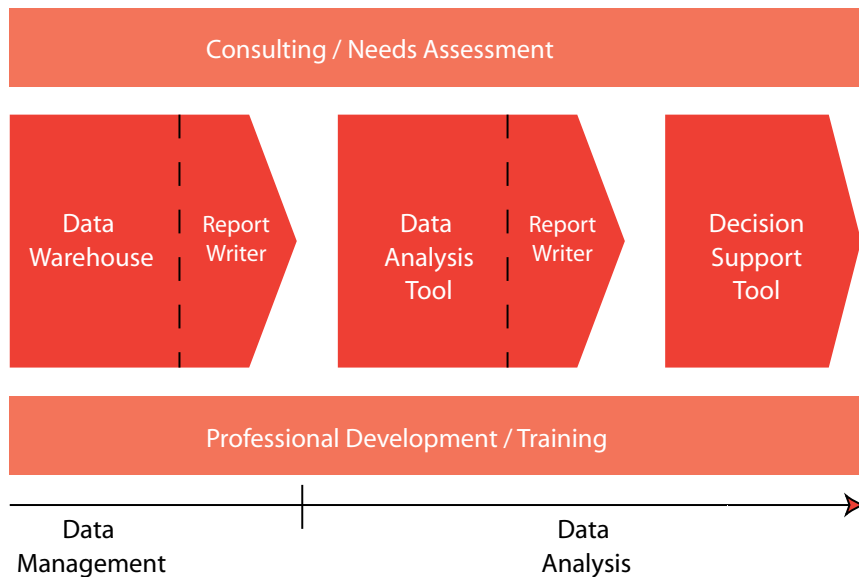 Consulting / Needs Assessment
Data
Warehouse
Report
Writer
Data
Analysis
Tool
Report
Writer
Decision
Support
Tool
Professional Development / Training
Data
Management
Data
Analysis